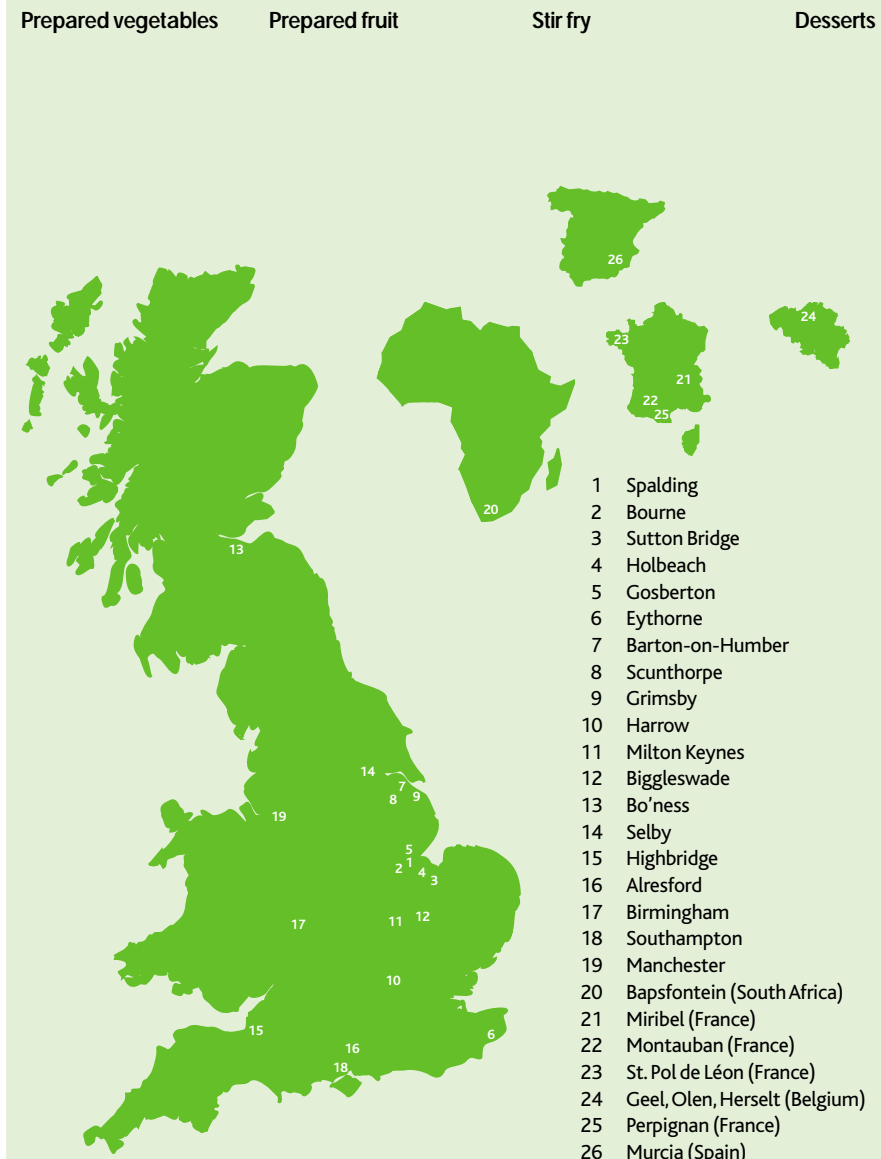 Prepared vegetables Prepared fruit Stir fry Desserts
26
24
23
21
22
25
20
13
14
7
8 9
19
5
1
2 4
3
17 11 12
10
15 6
16
18
1 Spalding
2 Bourne
3 Sutton Bridge
4 Holbeach
5 Gosberton
6 Eythorne
7 Barton-on-Humber
8 Scunthorpe
9 Grimsby
10 Harrow
11 Milton Keynes
12 Biggleswade
13 Bo’ness
14 Selby
15 Highbridge
16 Alresford
17 Birmingham
18 Southampton
19 Manchester
20 Bapsfontein (South Africa)
21 Miribel (France)
22 Montauban (France)
23 St. Pol de Léon (France)
24 Geel, Olen, Herselt (Belgium)
25 Perpignan (France)
26 Murcia (Spain)